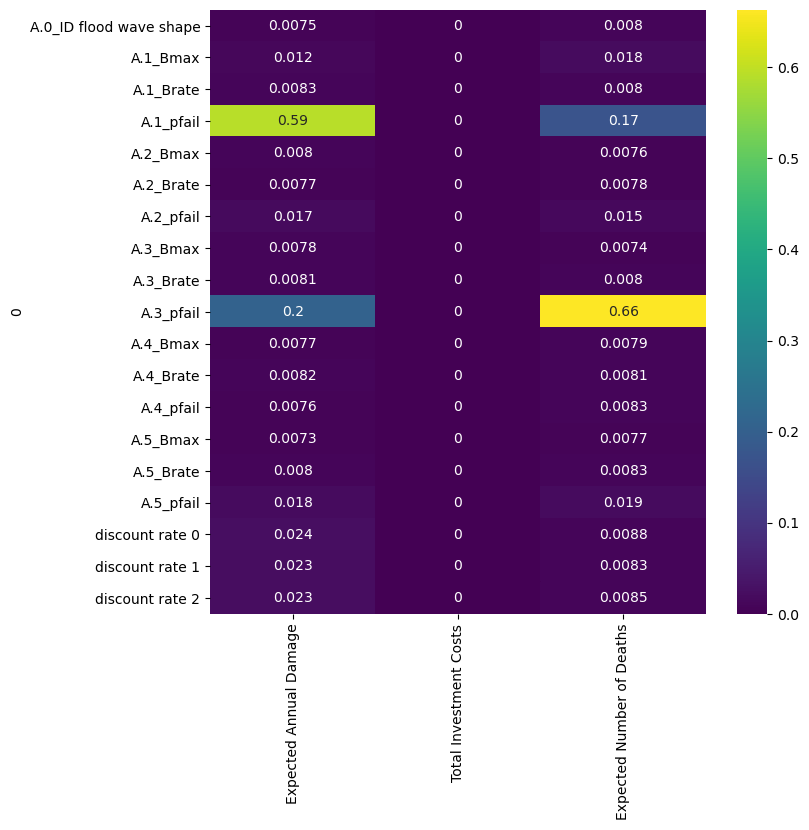 A.0_ID flood wave shape 0.0075 0 0.008
A.1_Bmax 0.012 0 0.018
A.1_Brate 0.0083 0 0.008
A.1_pfail 0.59 0 0.17
A.2_Bmax 0.008 0 0.0076
A.2_Brate 0.0077 0 0.0078
A.2_pfail 0.017 0 0.015
A.3_Bmax 0.0078 0 0.0074
A.3_Brate 0.0081 0 0.008
A.3_pfail 0.2 0 0.66
A.4_Bmax 0.0077 0 0.0079
A.4_Brate 0.0082 0 0.0081
A.4_pfail 0.0076 0 0.0083
A.5_Bmax 0.0073 0 0.0077
A.5_Brate 0.008 0 0.0083
A.5_pfail 0.018 0 0.019
discount rate 0 0.024 0 0.0088
discount rate 1 0.023 0 0.0083
discount rate 2 0.023 0 0.0085
0
Expected Annual Damage
Total Investment Costs
Expected Number of Deaths
0.6
0.5
0.4
0.3
0.2
0.1
0.0